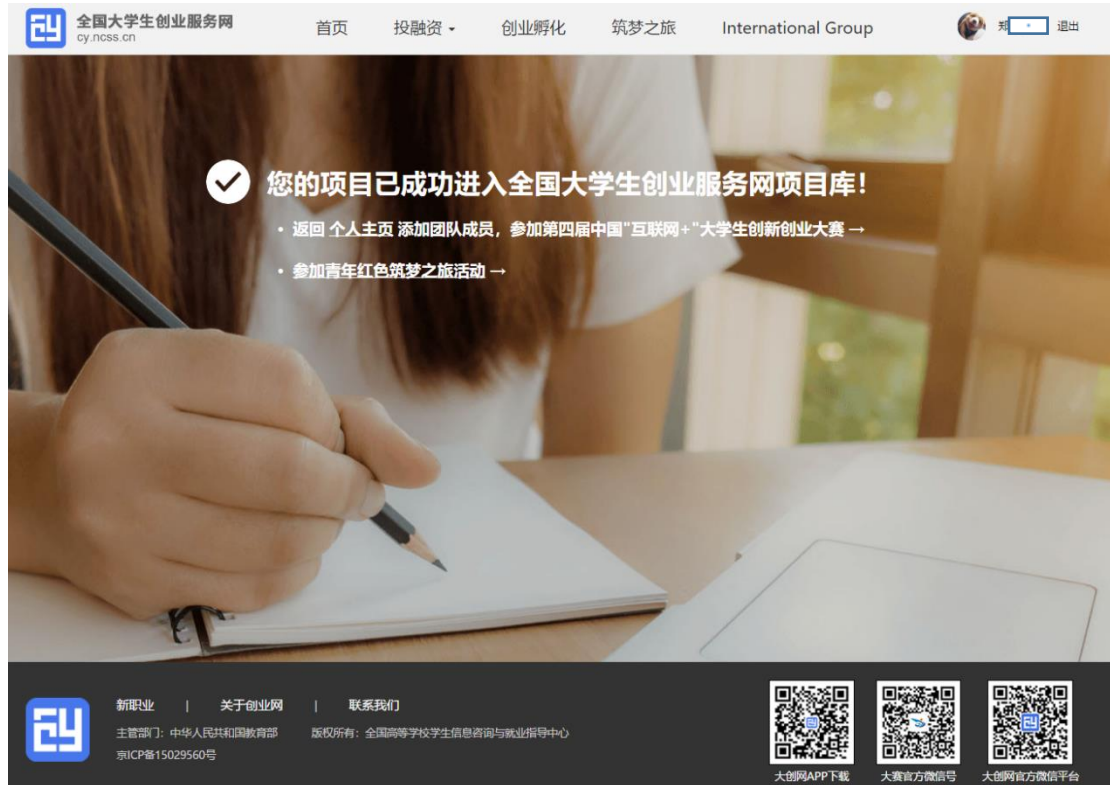 全国大学生创业服务网
cy.ncss.cn
首页 投融资 创业孵化 筑梦之旅 International Group 郑 退出
您的项目已成功进入全国大学生创业服务网项目库！
• 返回 个人主页 添加团队成员，参加第四届中国"互联网+"大学生创新创业大赛 →
• 参加青年红色筑梦之旅活动 →
新职业 | 关于创业网 | 联系我们
主管部门：中华人民共和国教育部 版权所有：全国高等学校学生信息咨询与就业指导中心
京ICP备15029560号
大创网APP下载 大赛官方微信号 大创网官方微信平台